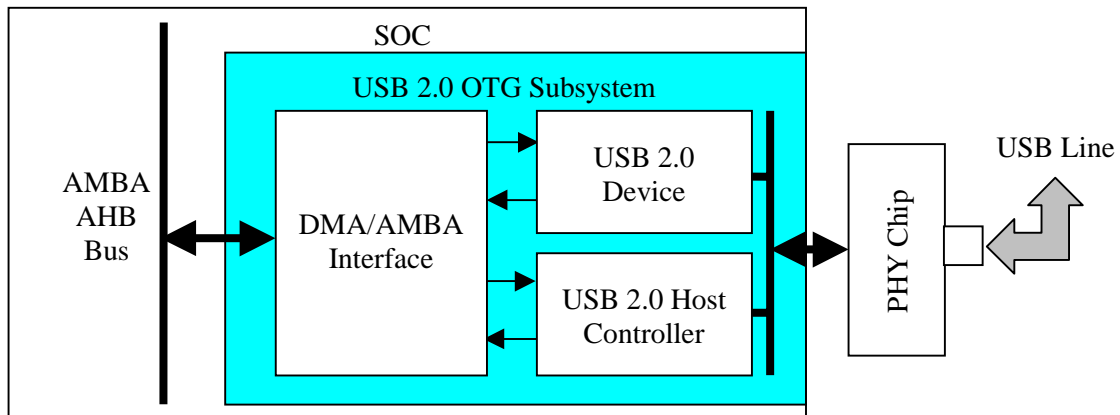 SOC
USB 2.0 OTG Subsystem
AMBA
AHB
Bus
DMA/AMBA
Interface
USB 2.0
Device
USB 2.0 Host
Controller
PHY Chip
USB Line